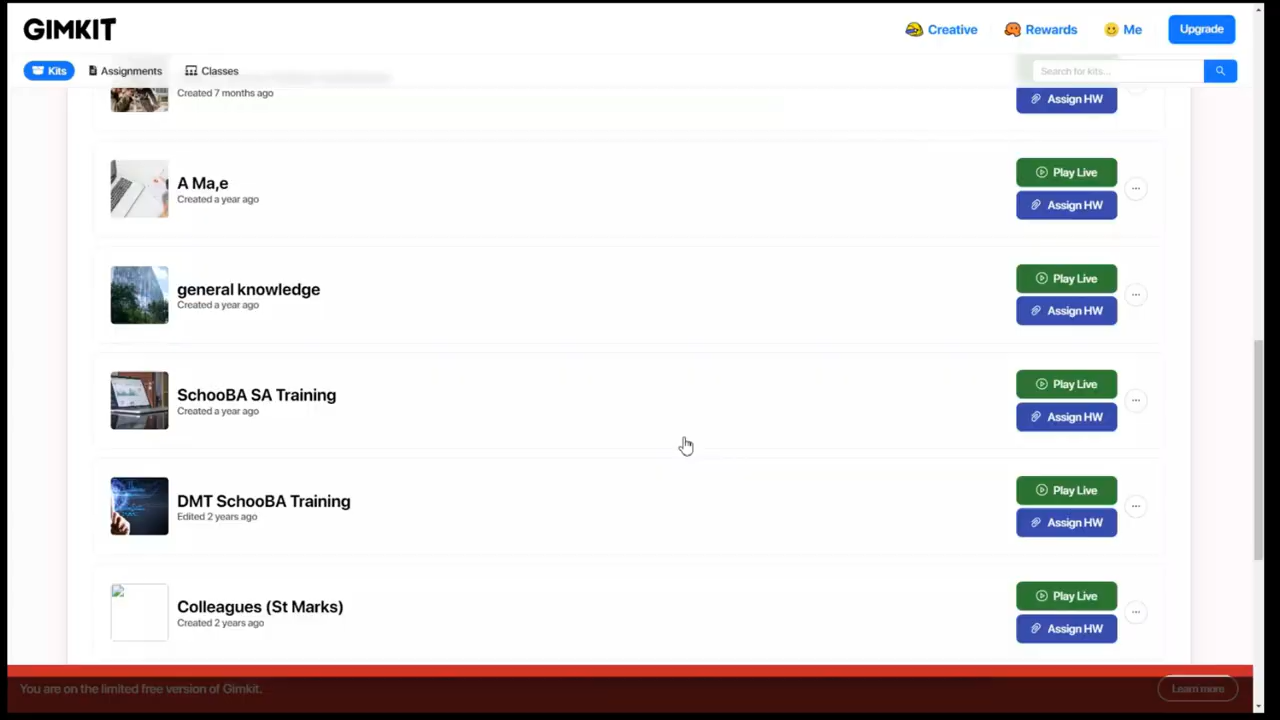 GIMKIT
Creative
Rewards
Me
Upgrade
Kits
Assignments
Classes
Search for kits...
Created 7 months ago
Assign HW
A Ma,e
Created a year ago
Play Live
Assign HW
general knowledge
Created a year ago
Play Live
Assign HW
SchooBA SA Training
Created a year ago
Play Live
Assign HW
DMT SchooBA Training
Edited 2 years ago
Play Live
Assign HW
Colleagues (St Marks)
Created 2 years ago
Play Live
Assign HW
You are on the limited free version of Gimkit.
Learn more